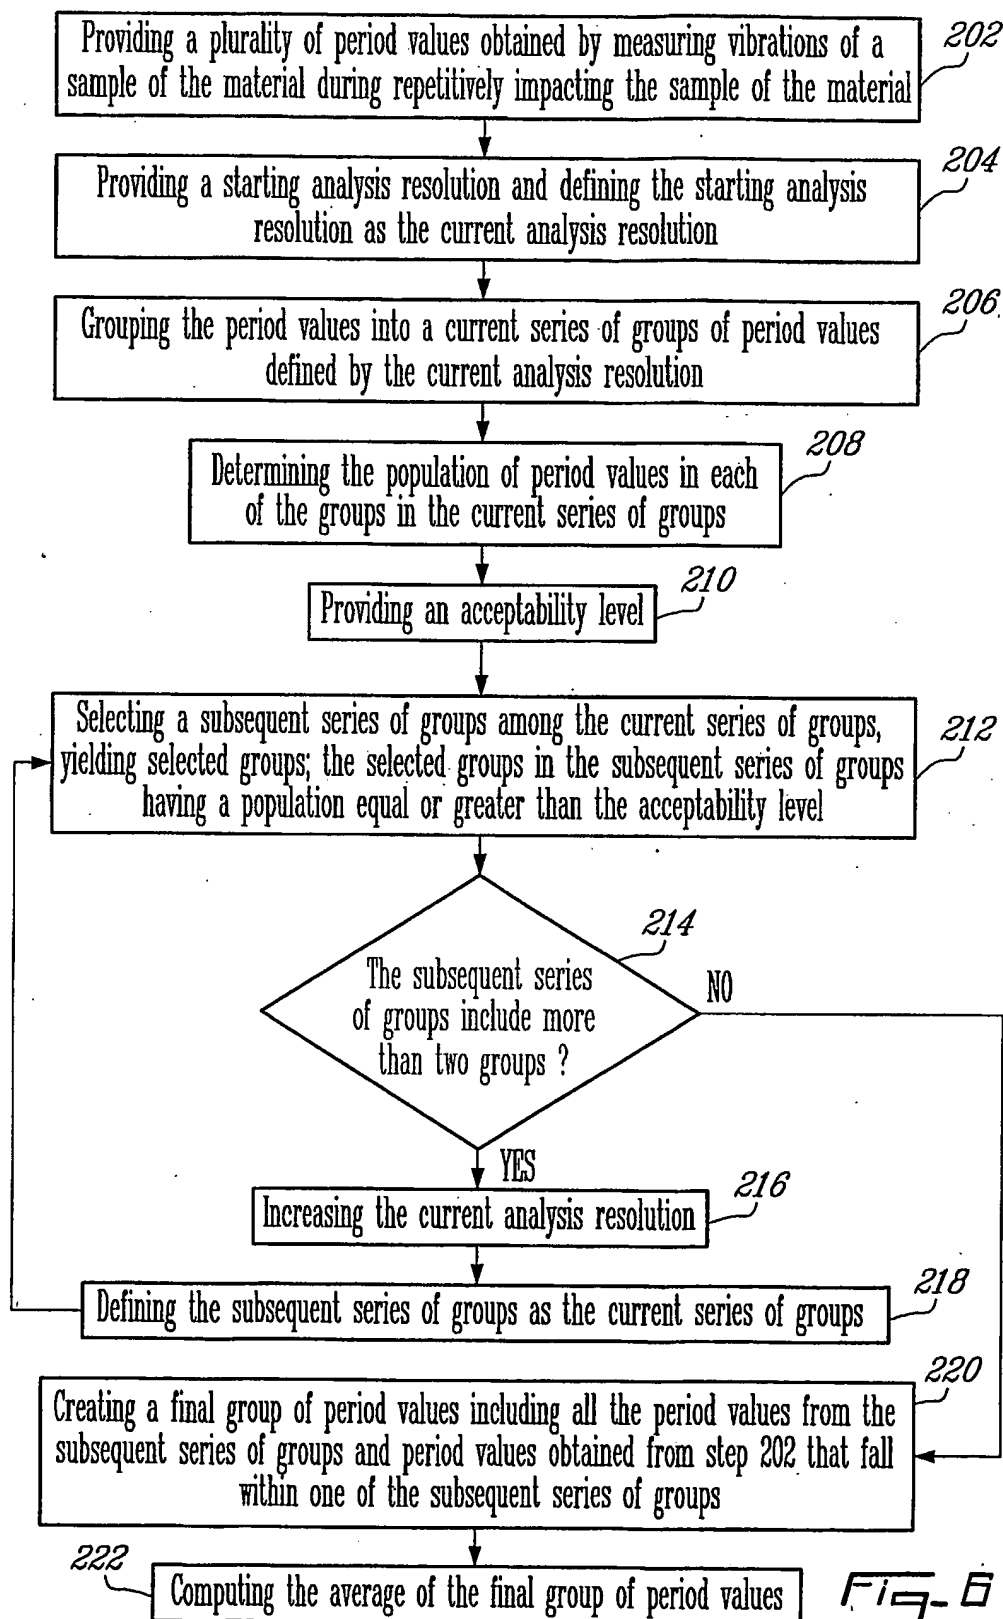 Providing a plurality of period values obtained by measuring vibrations of a
sample of the material during repetitively impacting the sample of the material
202
Providing a starting analysis resolution and defining the starting analysis
resolution as the current analysis resolution
204
Grouping the period values into a current series of groups of period values
defined by the current analysis resolution
206
Determining the population of period values in each
of the groups in the current series of groups
208
Providing an acceptability level
210
Selecting a subsequent series of groups among the current series of groups,
yielding selected groups; the selected groups in the subsequent series of groups
having a population equal or greater than the acceptability level
212
The subsequent series
of groups include more
than two groups ?
214
NO
YES
Increasing the current analysis resolution
216
Defining the subsequent series of groups as the current series of groups
218
Creating a final group of period values including all the period values from the
subsequent series of groups and period values obtained from step 202 that fall
within one of the subsequent series of groups
220
222
Computing the average of the final group of period values
Fig-6